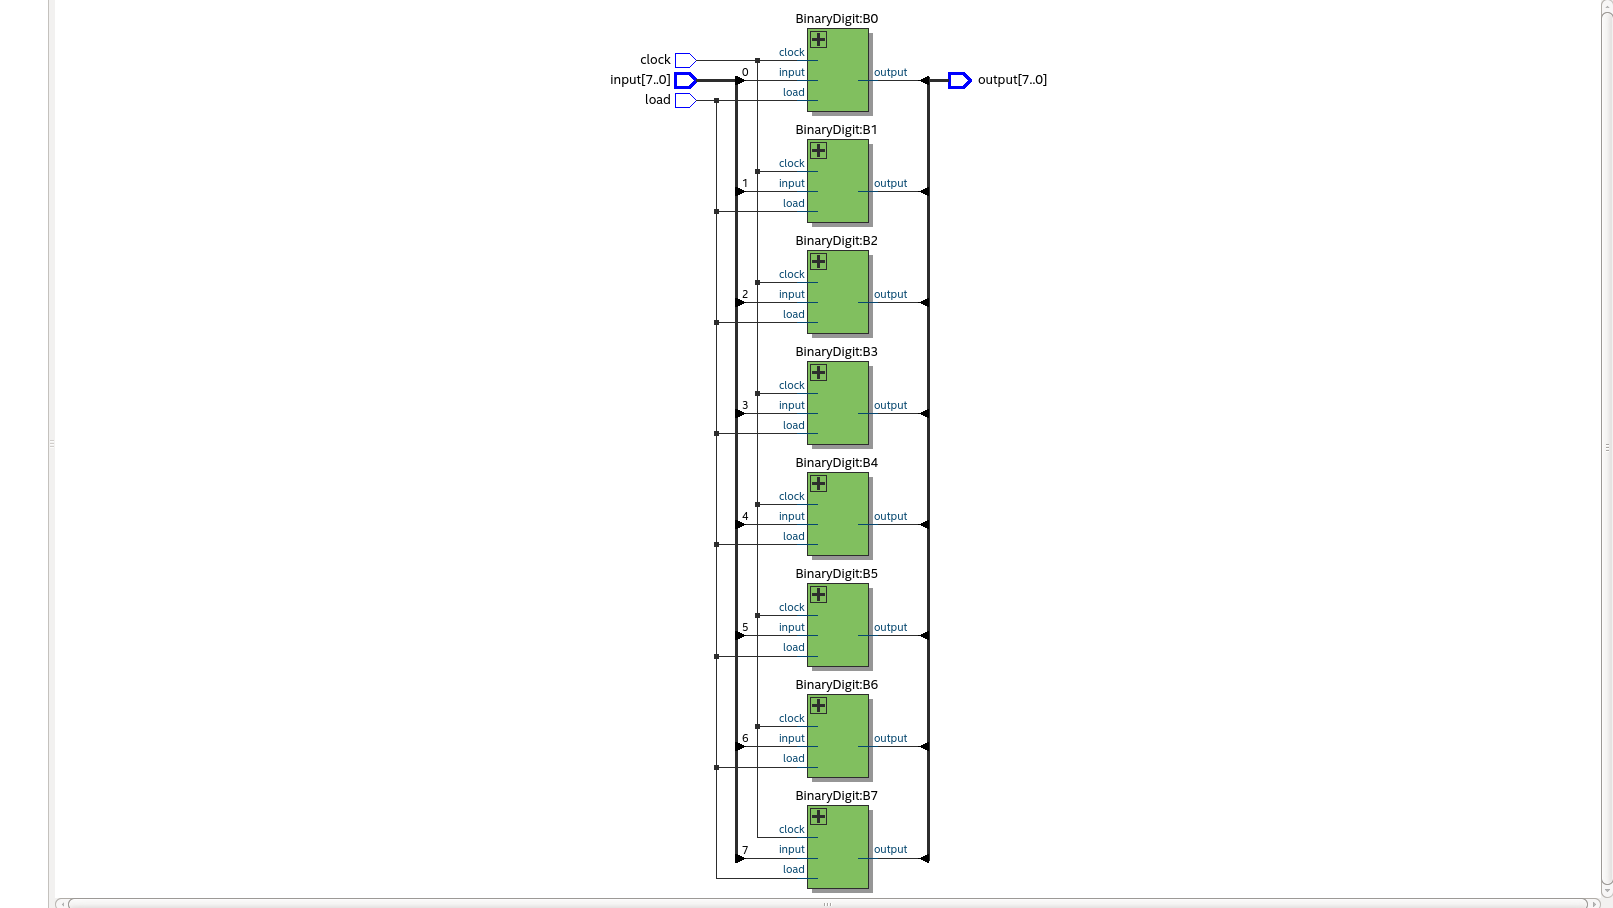 BinaryDigit:B0
clock
clock
input[7..0]
0
input
output
output[7..0]
load
load
BinaryDigit:B1
clock
1
input
output
load
BinaryDigit:B2
clock
2
input
output
load
BinaryDigit:B3
clock
3
input
output
load
BinaryDigit:B4
clock
4
input
output
load
BinaryDigit:B5
clock
5
input
output
load
BinaryDigit:B6
clock
6
input
output
load
BinaryDigit:B7
clock
7
input
output
load